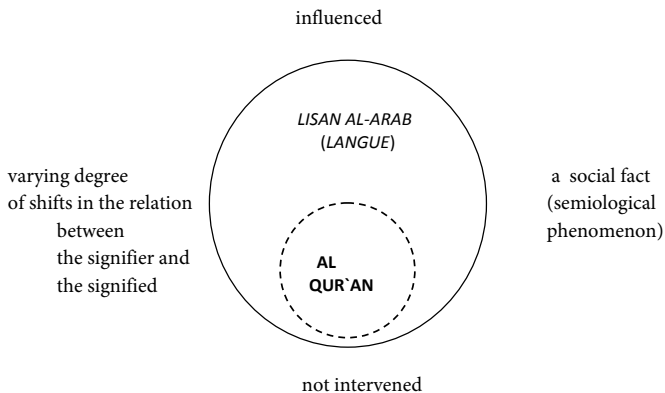 influenced
LISAN AL-ARAB
(LANGUE)
varying degree
of shifts in the relation
between
the signifier and
the signified
a social fact
(semiological
phenomenon)
AL
QUR`AN
not intervened